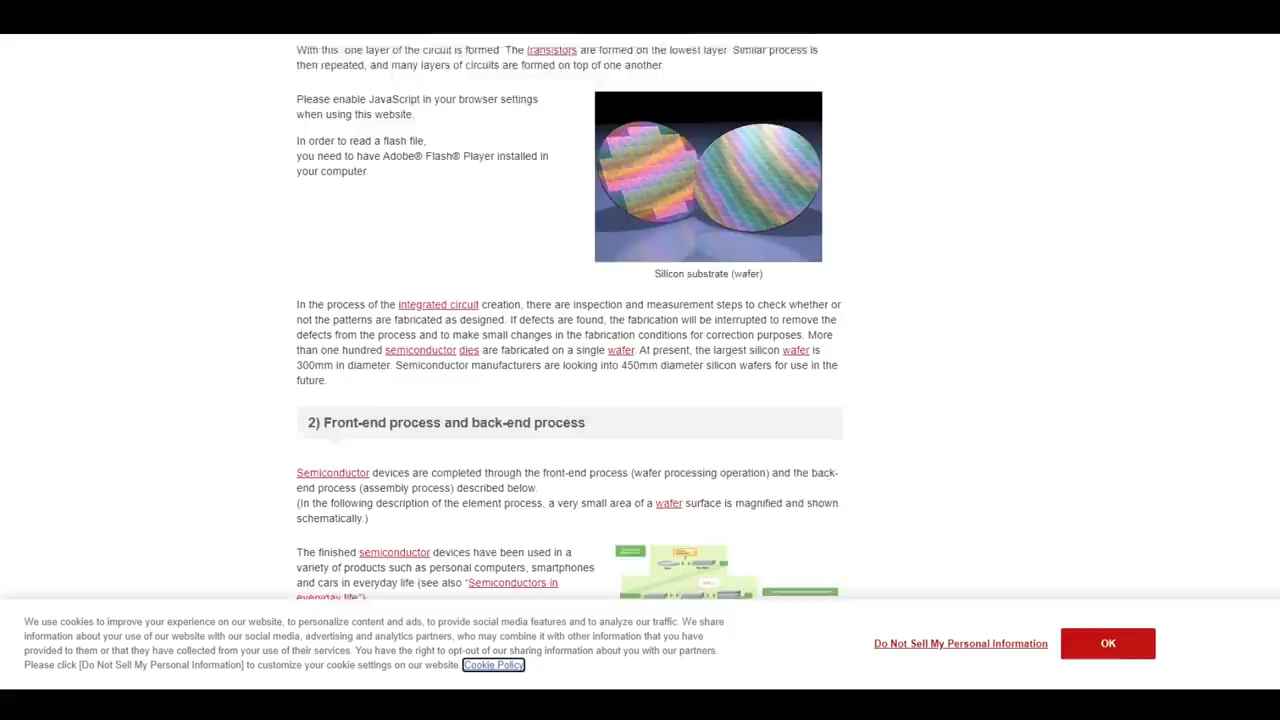 With this one layer of the circuit is formed The transistors are formed on the lowest layer Similar process is
then repeated, and many layers of circuits are formed on top of one another.
Please enable JavaScript in your browser settings
when using this website.
In order to read a flash file,
you need to have Adobe® Flash® Player installed in
your computer.
Silicon substrate (wafer)
In the process of the integrated circuit creation, there are inspection and measurement steps to check whether or
not the patterns are fabricated as designed. If defects are found, the fabrication will be interrupted to remove the
defects from the process and to make small changes in the fabrication conditions for correction purposes. More
than one hundred semiconductor dies are fabricated on a single wafer. At present, the largest silicon wafer is
300mm in diameter. Semiconductor manufacturers are looking into 450mm diameter silicon wafers for use in the
future.
2) Front-end process and back-end process
Semiconductor devices are completed through the front-end process (wafer processing operation) and the back-
end process (assembly process) described below.
(In the following description of the element process, a very small area of a wafer surface is magnified and shown
schematically.)
The finished semiconductor devices have been used in a
variety of products such as personal computers, smartphones
and cars in everyday life (see also "Semiconductors in
everyday life")
We use cookies to improve your experience on our website, to personalize content and ads, to provide social media features and to analyze our traffic. We share
information about your use of our website with our social media, advertising and analytics partners, who may combine it with other information that you have
provided to them or that they have collected from your use of their services. You have the right to opt-out of our sharing information about you with our partners.
Please click [Do Not Sell My Personal Information] to customize your cookie settings on our website. Cookie Policy
Do Not Sell My Personal Information
OK